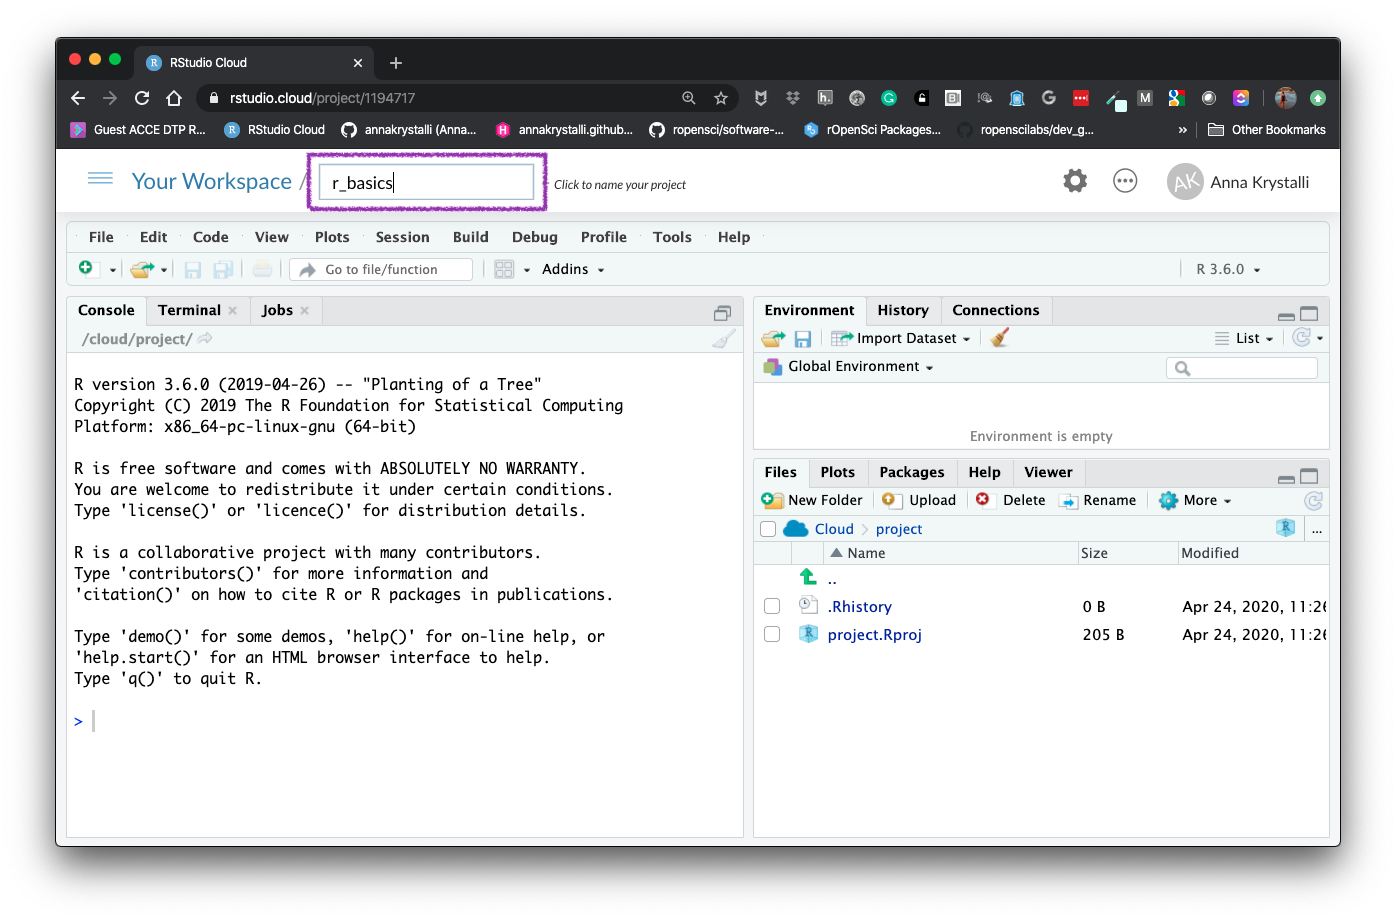 RStudio Cloud
rstudio.cloud/project/1194717
Guest ACCE DTP R... RStudio Cloud annakrystalli (Anna... annakrystalli.github... ropensci/software-... rOpenSci Packages... ropenscilabs/dev_g... » Other Bookmarks
Your Workspace / r_basics Click to name your project AK Anna Krystalli
File Edit Code View Plots Session Build Debug Profile Tools Help
Go to file/function Addins R 3.6.0
Console Terminal Jobs
/cloud/project/
R version 3.6.0 (2019-04-26) -- "Planting of a Tree"
Copyright (C) 2019 The R Foundation for Statistical Computing
Platform: x86_64-pc-linux-gnu (64-bit)
R is free software and comes with ABSOLUTELY NO WARRANTY.
You are welcome to redistribute it under certain conditions.
Type 'license()' or 'licence()' for distribution details.
R is a collaborative project with many contributors.
Type 'contributors()' for more information and
'citation()' on how to cite R or R packages in publications.
Type 'demo()' for some demos, 'help()' for on-line help, or
'help.start()' for an HTML browser interface to help.
Type 'q()' to quit R.
>
Environment History Connections
Import Dataset List
Global Environment
Environment is empty
Files Plots Packages Help Viewer
New Folder Upload Delete Rename More
Cloud project ...
Name Size Modified
..
.Rhistory 0 B Apr 24, 2020, 11:26
project.Rproj 205 B Apr 24, 2020, 11:26